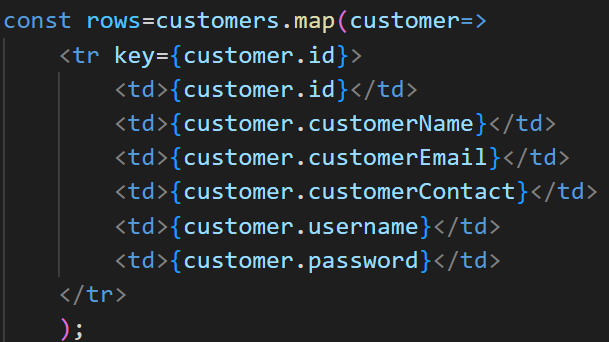 const rows=customers.map(customer=>
<tr key={customer.id}>
<td>{customer.id}</td>
<td>{customer.customerName}</td>
<td>{customer.customerEmail}</td>
<td>{customer.customerContact}</td>
<td>{customer.username}</td>
<td>{customer.password}</td>
</tr>
);